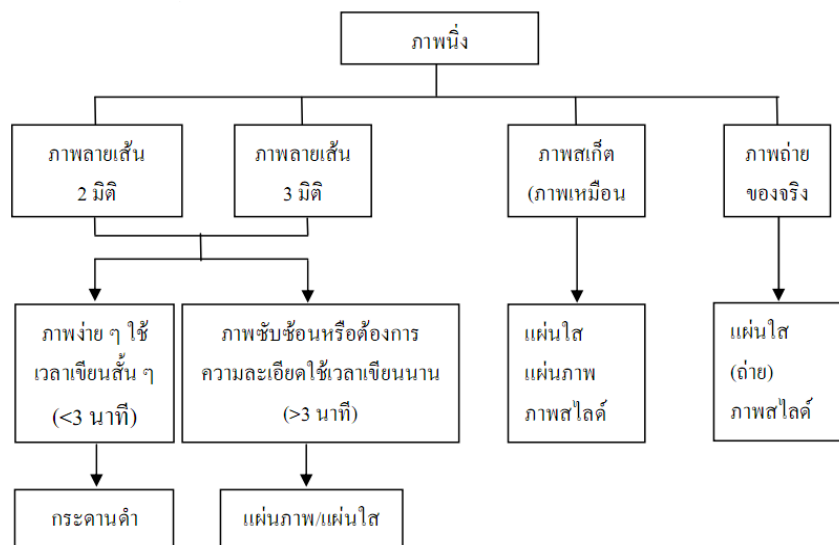 ภาพนิ่ง
ภาพลายเส้น
2 มิติ
ภาพลายเส้น
3 มิติ
ภาพสเก็ต
(ภาพเหมือน
ภาพถ่าย
ของจริง
ภาพง่าย ๆ ใช้
เวลาเขียนสั้น ๆ
(<3 นาที)
ภาพซับซ้อนหรือต้องการ
ความละเอียดใช้เวลาเขียนนาน
(>3 นาที)
แผ่นใส
แผ่นภาพ
ภาพสไลด์
แผ่นใส
(ถ่าย)
ภาพสไลด์
กระดานดำ
แผ่นภาพ/แผ่นใส